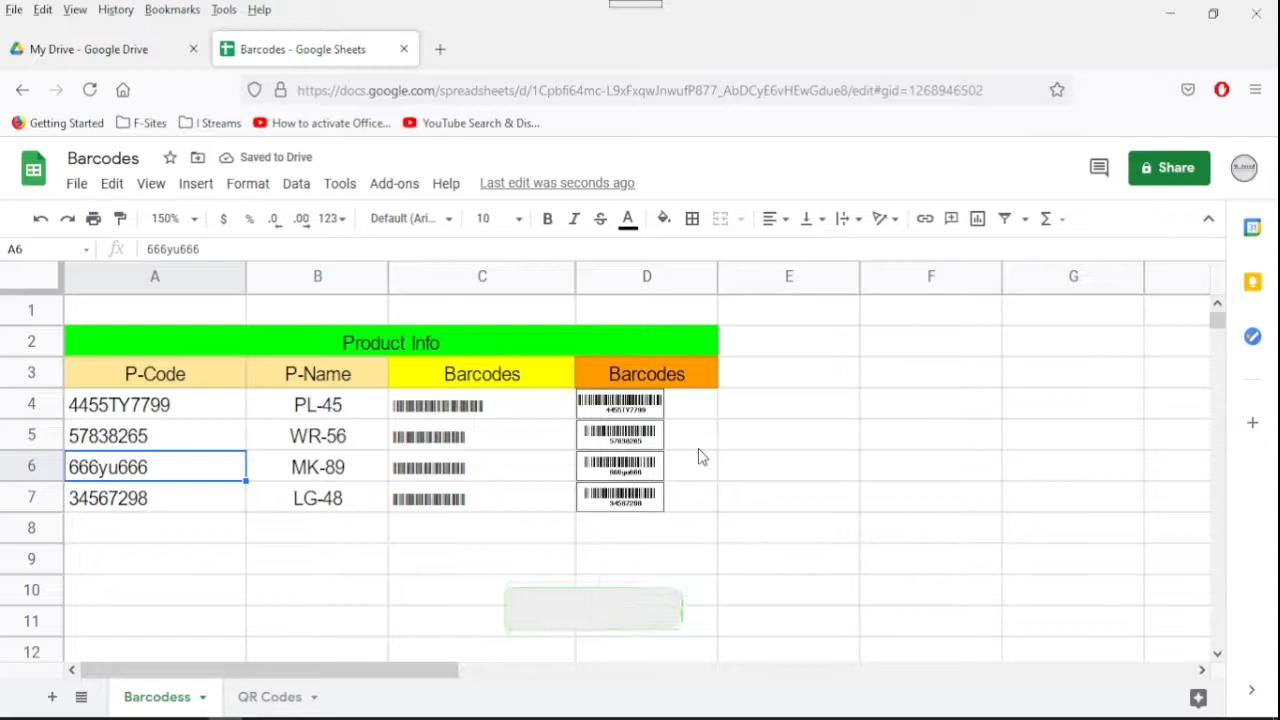 File Edit View History Bookmarks Tools Help
My Drive - Google Drive
Barcodes - Google Sheets
https://docs.google.com/spreadsheets/d/1Cpbfi64mc-L9xFxqwJnwufP877_AbDCyE6vHEwGdue8/edit#gid=1268946502
Getting Started F-Sites I Streams How to activate Office... YouTube Search & Dis...
Barcodes Saved to Drive
Share
File Edit View Insert Format Data Tools Add-ons Help Last edit was seconds ago
150% $ % .0 .00 123 Default (Ari... 10 B I S A
A6 fx 666yu666
A B C D E F G
1
2 Product Info
3 P-Code P-Name Barcodes Barcodes
4 4455TY7799 PL-45 4455TY7799
5 57838265 WR-56 57838265
6 666yu666 MK-89 666yu666
7 34567298 LG-48 34567298
8
9
10
11
12
Barcodess QR Codes